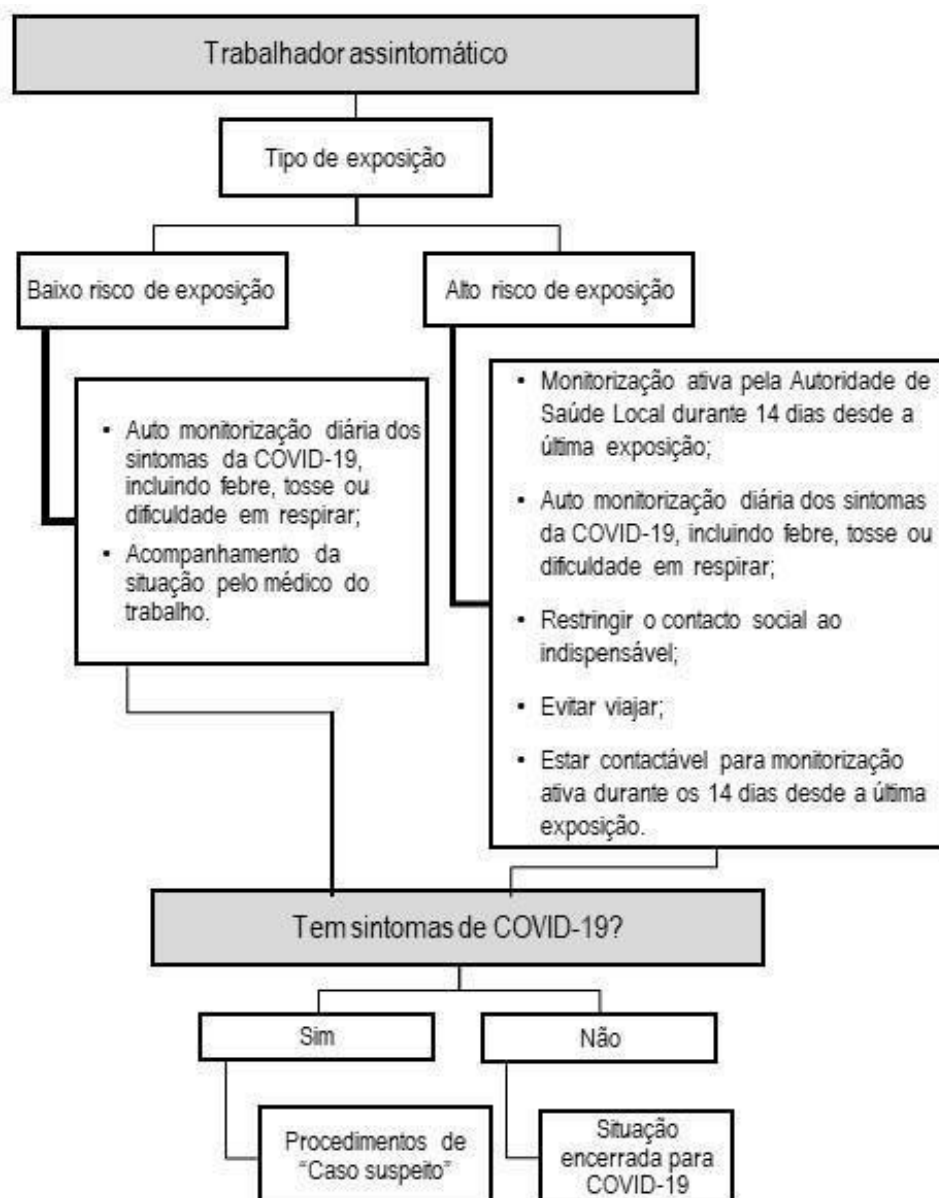 Trabalhador assintomático
Tipo de exposição
Baixo risco de exposição
Alto risco de exposição
• Auto monitorização diária dos
sintomas da COVID-19,
incluindo febre, tosse ou
dificuldade em respirar;
• Acompanhamento da
situação pelo médico do
trabalho.
• Monitorização ativa pela Autoridade de
Saúde Local durante 14 dias desde a
última exposição;
• Auto monitorização diária dos sintomas
da COVID-19, incluindo febre, tosse ou
dificuldade em respirar;
• Restringir o contacto social ao
indispensável;
• Evitar viajar;
• Estar contactável para monitorização
ativa durante os 14 dias desde a última
exposição.
Tem sintomas de COVID-19?
Sim
Não
Procedimentos de
“Caso suspeito”
Situação
encerrada para
COVID-19